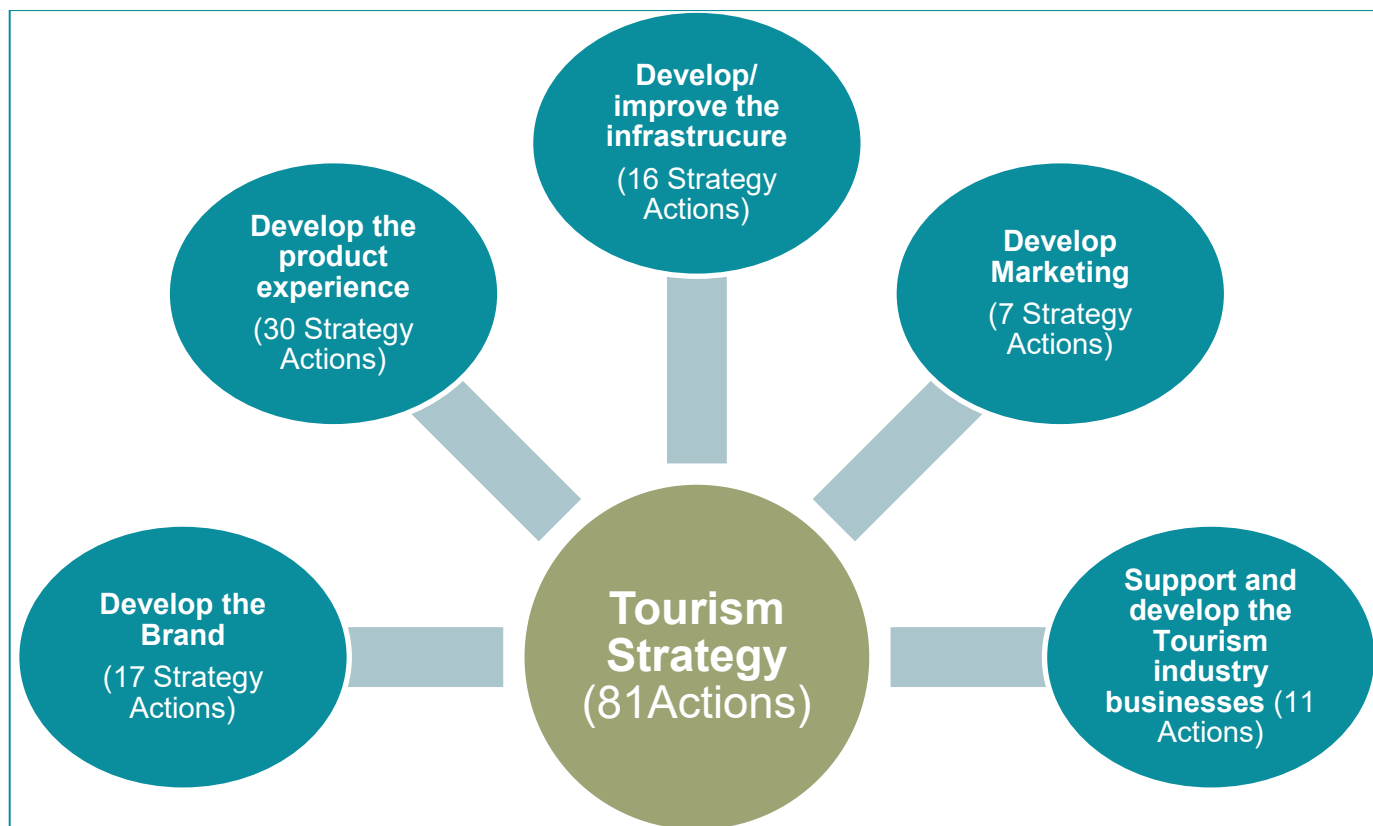 Develop/
improve the
infrastrucure
(16 Strategy
Actions)
Develop the
product
experience
(30 Strategy
Actions)
Develop
Marketing
(7 Strategy
Actions)
Develop the
Brand
(17 Strategy
Actions)
Tourism
Strategy
(81Actions)
Support and
develop the
Tourism
industry
businesses (11
Actions)